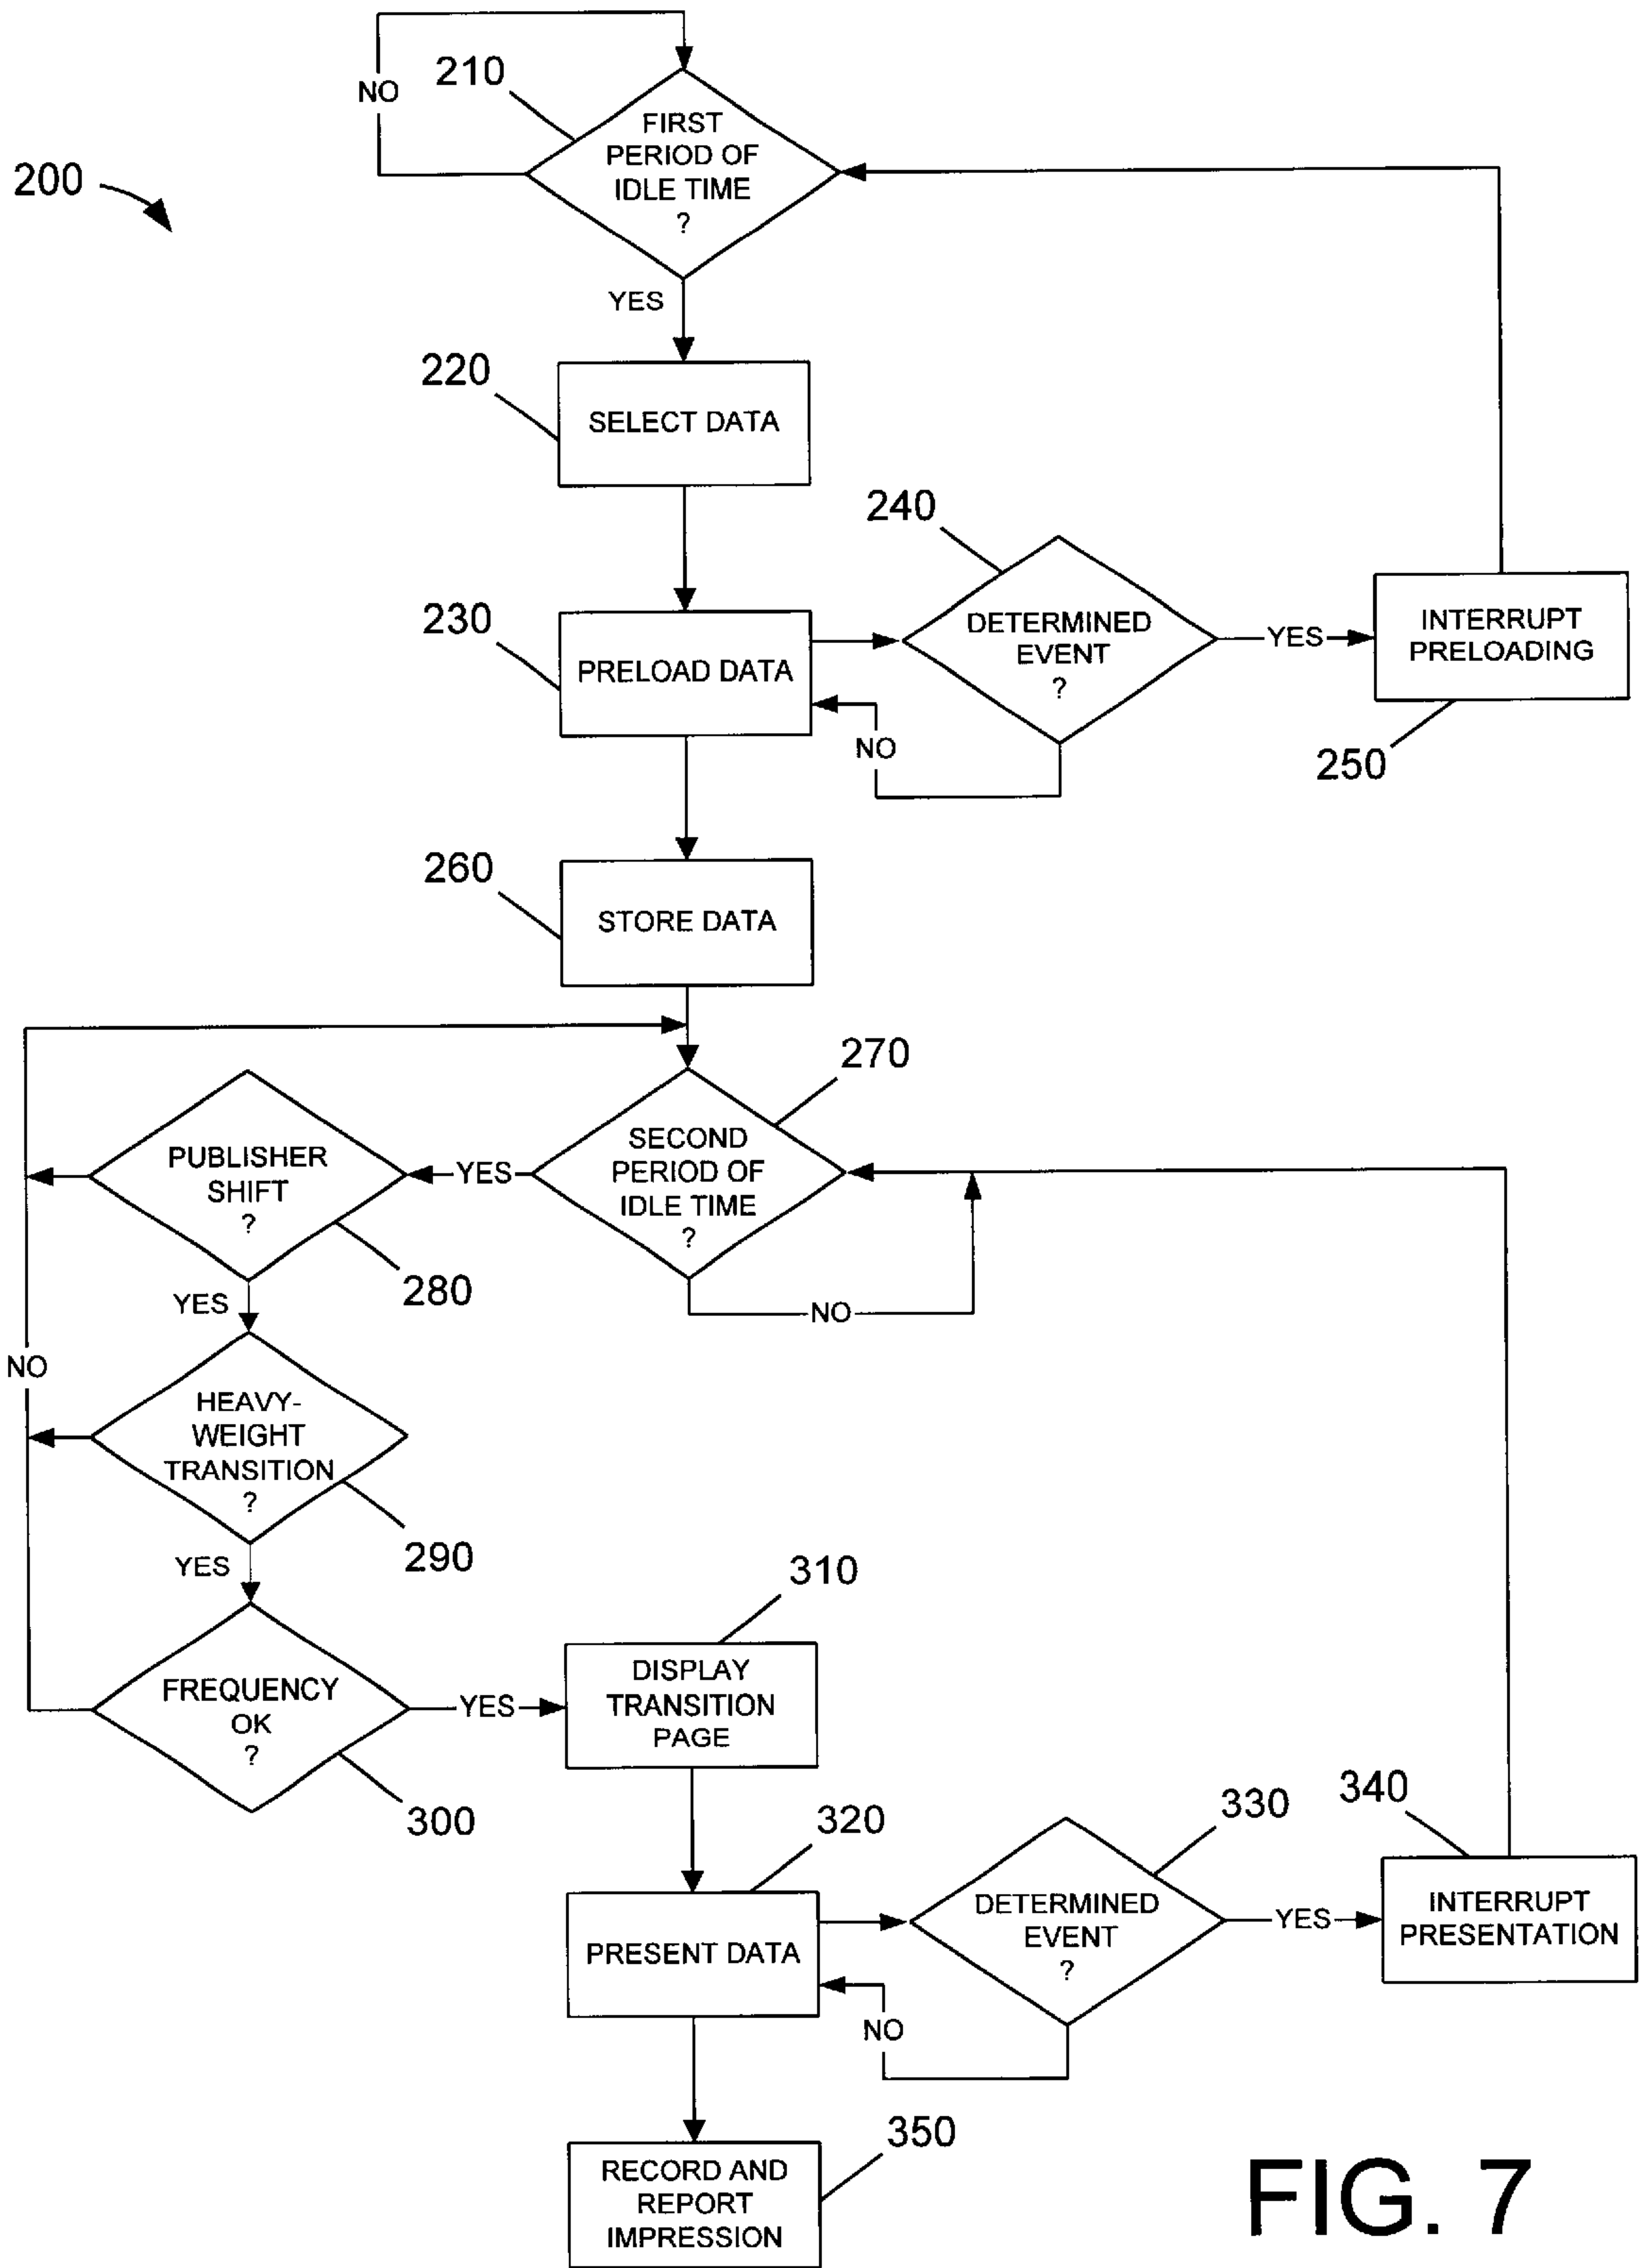 NO
210
FIRST
PERIOD OF
IDLE TIME
?
200
YES
220
SELECT DATA
240
230
PRELOAD DATA
DETERMINED
EVENT
?
YES
INTERRUPT
PRELOADING
NO
250
260
STORE DATA
270
PUBLISHER
SHIFT
?
YES
SECOND
PERIOD OF
IDLE TIME
?
280
YES
NO
NO
HEAVY-
WEIGHT
TRANSITION
?
290
YES
310
FREQUENCY
OK
?
YES
DISPLAY
TRANSITION
PAGE
300
320
330
340
PRESENT DATA
DETERMINED
EVENT
?
YES
INTERRUPT
PRESENTATION
NO
350
RECORD AND
REPORT
IMPRESSION
FIG. 7